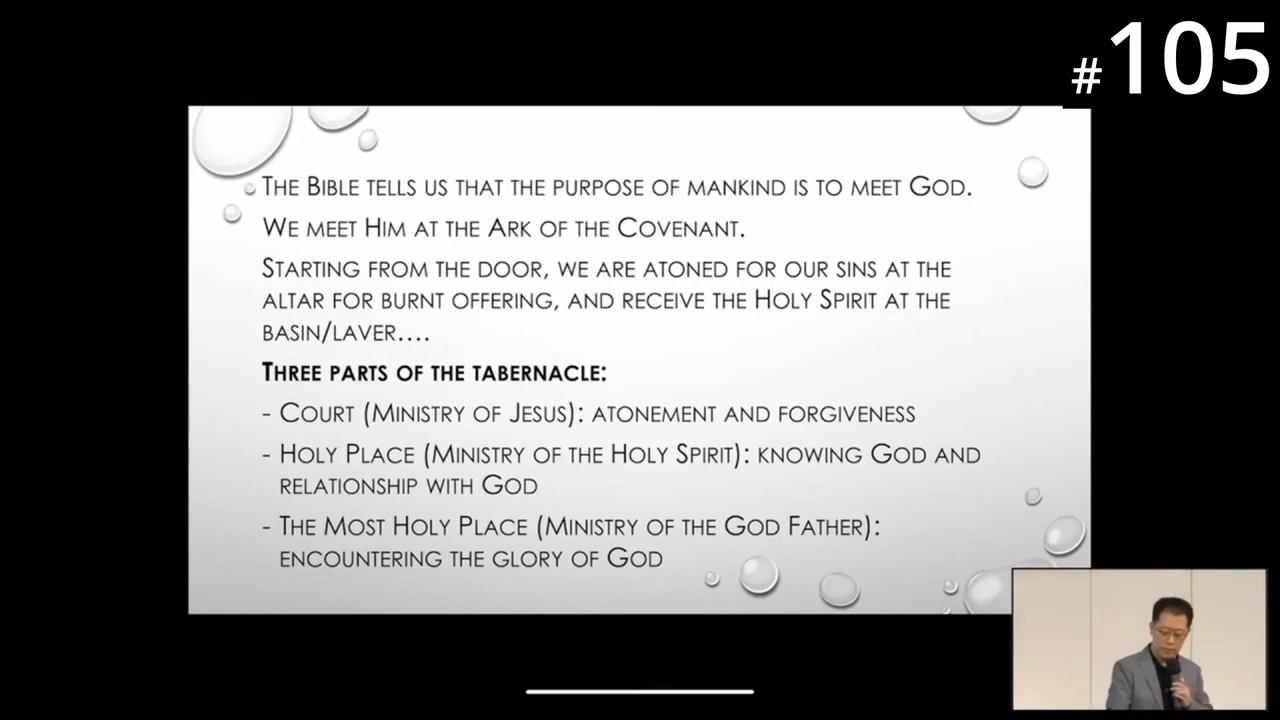 #105
The Bible tells us that the purpose of mankind is to meet God.
We meet Him at the Ark of the Covenant.
Starting from the door, we are atoned for our sins at the
altar for burnt offering, and receive the Holy Spirit at the
basin/laver....
Three parts of the tabernacle:
- Court (Ministry of Jesus): atonement and forgiveness
- Holy Place (Ministry of the Holy Spirit): knowing God and
relationship with God
- The Most Holy Place (Ministry of the God Father):
encountering the glory of God